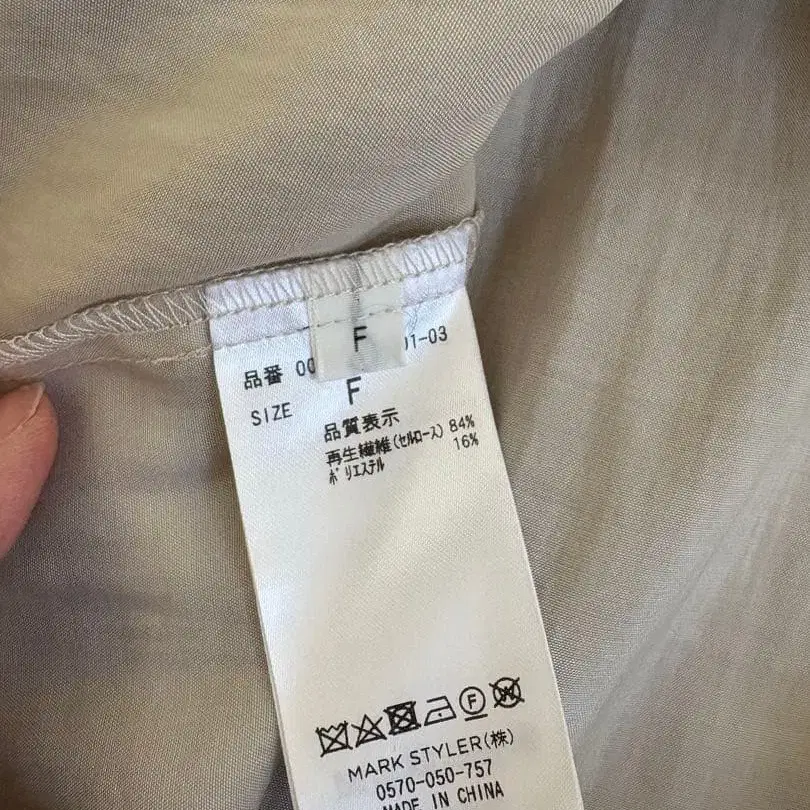 F
品番 00 01-03
SIZE F
品質表示
再生繊維(セルロース) 84%
ポリエステル 16%
F W
MARK STYLER(株)
0570-050-757
MADE IN CHINA